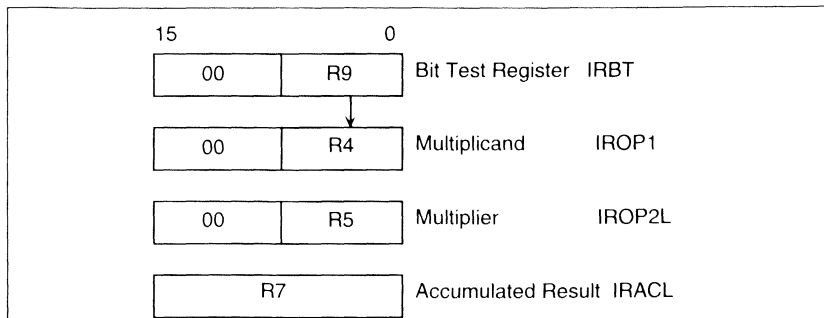 15 0
00 R9 Bit Test Register IRBT
00 R4 Multiplicand IROP1
00 R5 Multiplier IROP2L
R7 Accumulated Result IRACL